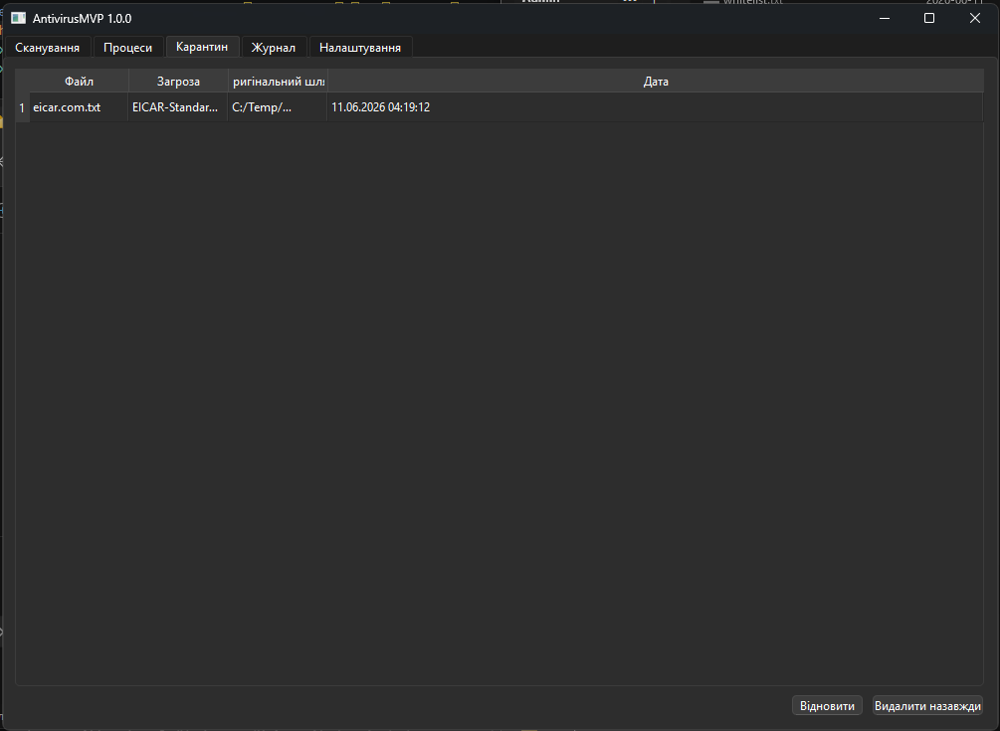 AntivirusMVP 1.0.0
Сканування Процеси Карантин Журнал Налаштування
Файл Загроза ригінальний шля Дата
1 eicar.com.txt EICAR-Standar... C:/Temp/... 11.06.2026 04:19:12
Відновити Видалити назавжди